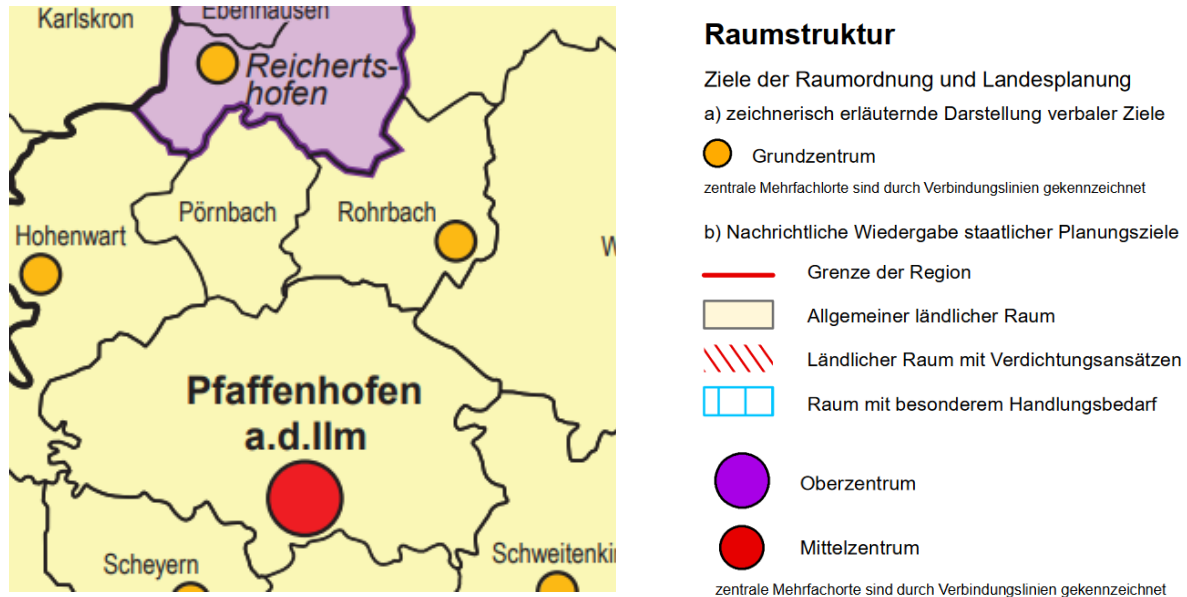 Karlskron
Ebenhausen
Reicherts-
hofen
Pörnbach
Rohrbach
Hohenwart
W
Pfaffenhofen
a.d.Ilm
Scheyern
Schweitenki
Raumstruktur
Ziele der Raumordnung und Landesplanung
a) zeichnerisch erläuternde Darstellung verbaler Ziele
Grundzentrum
zentrale Mehrfachlorte sind durch Verbindungslinien gekennzeichnet
b) Nachrichtliche Wiedergabe staatlicher Planungsziele
Grenze der Region
Allgemeiner ländlicher Raum
Ländlicher Raum mit Verdichtungsansätzen
Raum mit besonderem Handlungsbedarf
Oberzentrum
Mittelzentrum
zentrale Mehrfachorte sind durch Verbindungslinien gekennzeichnet